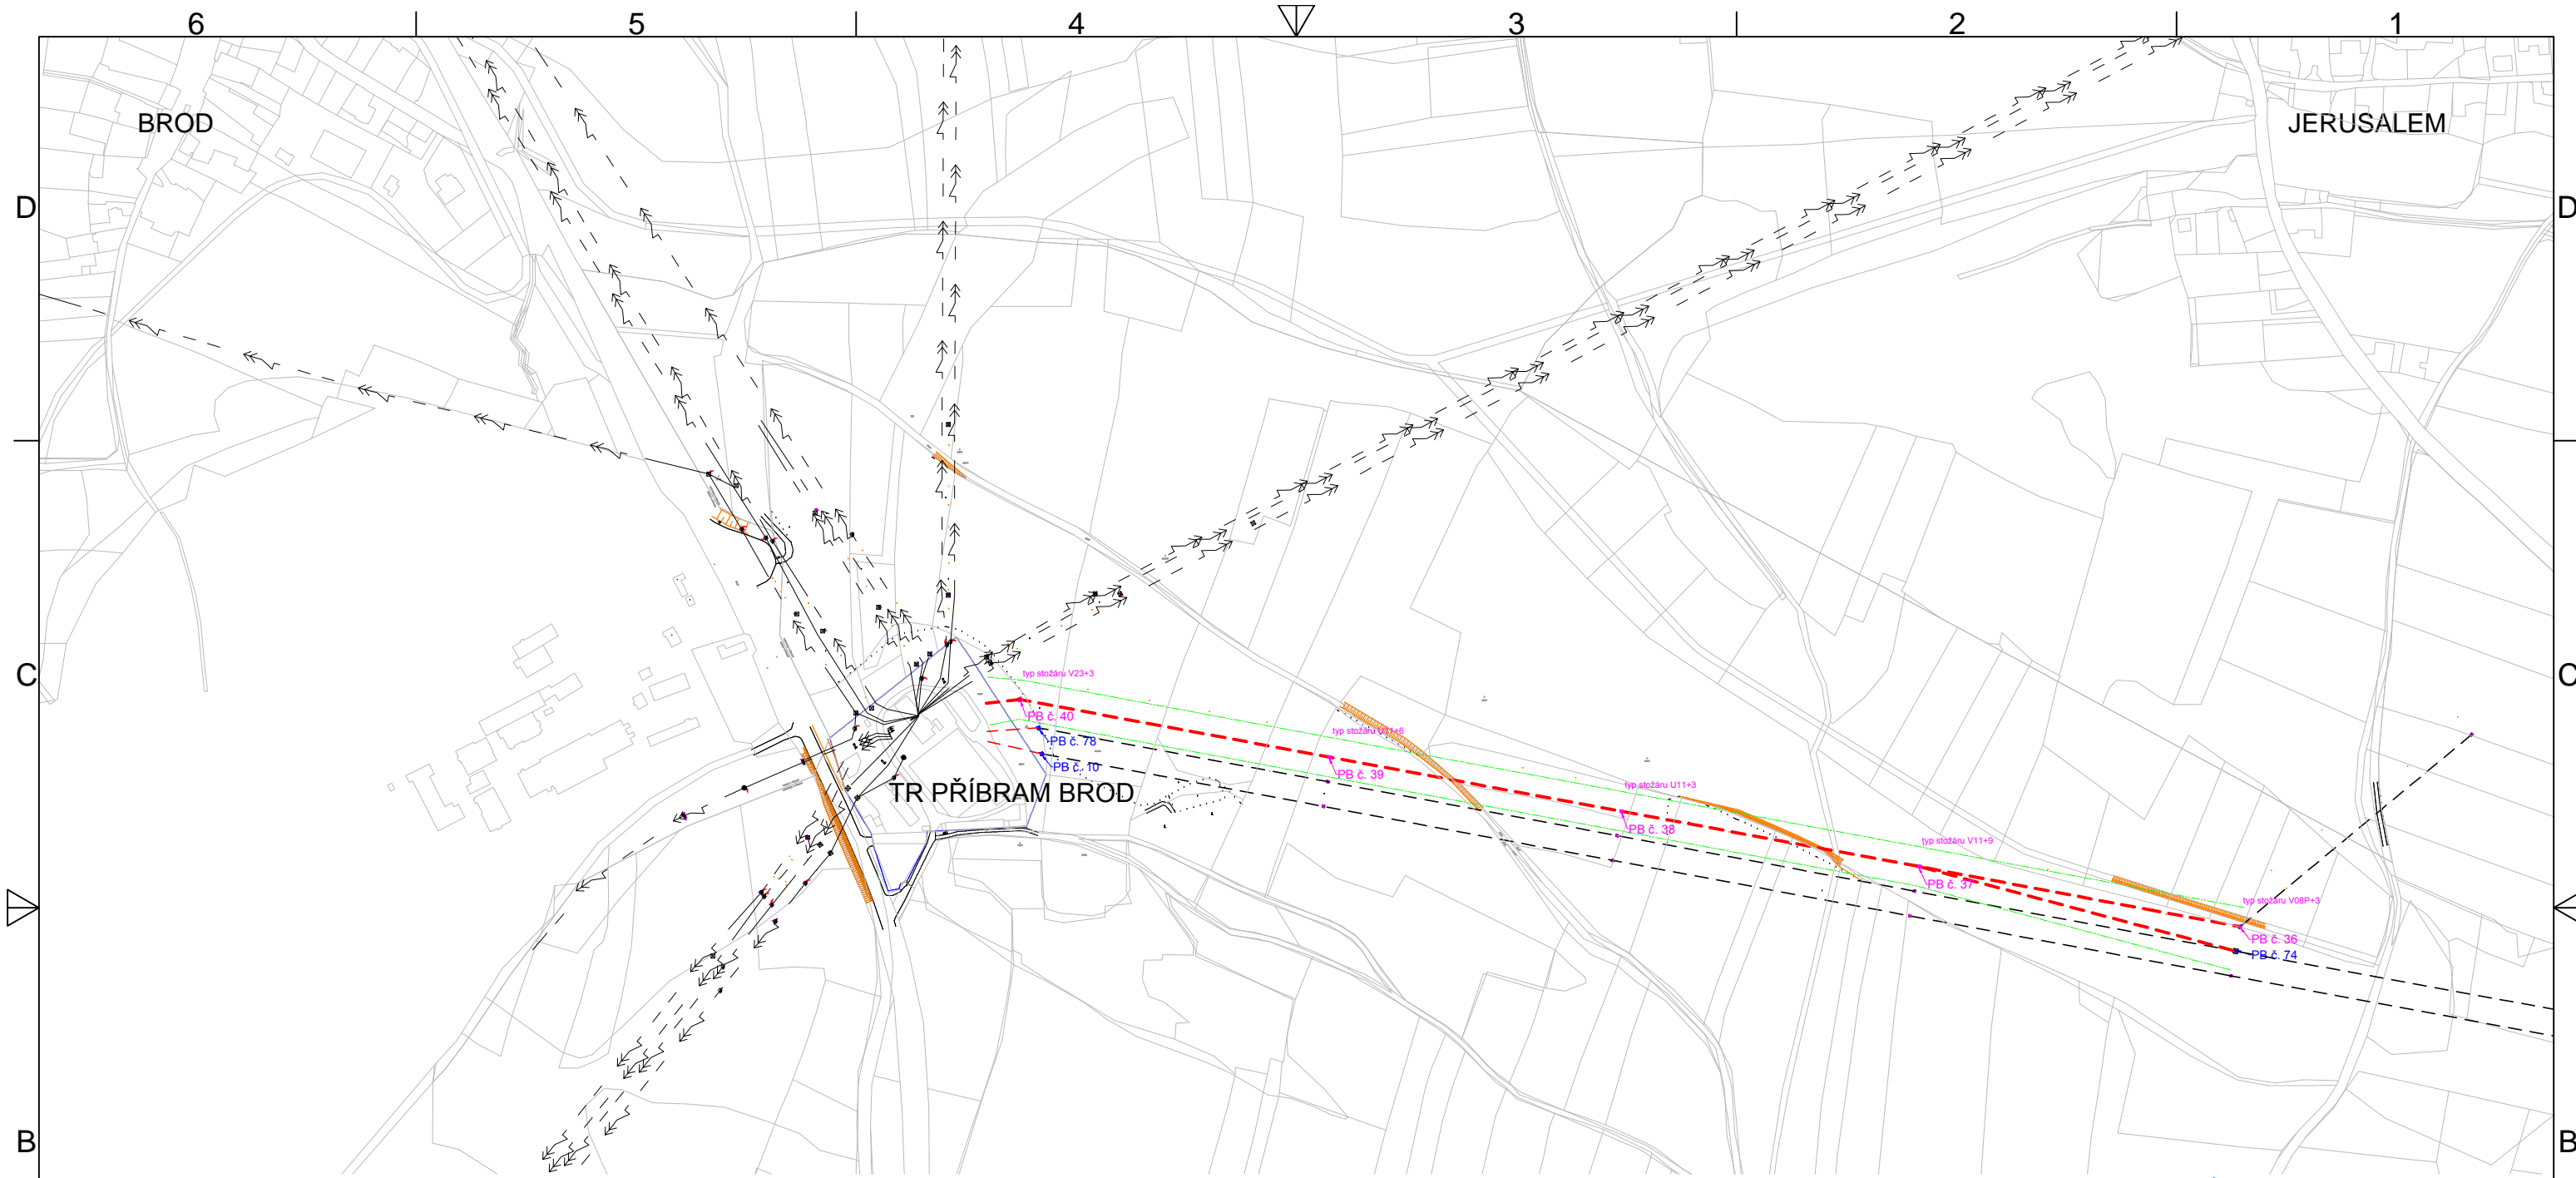 6 5 4 3 2 1
BROD
JERUSALEM
D D
C C
typ stožáru V23+3
PB č. 40
PB č. 78
PB č. 10
TR PŘÍBRAM BROD
typ stožáru
PB č. 39
typ stožáru U11+3
PB č. 38
typ stožáru V11+9
PB č. 37
typ stožáru V08P+3
PB č. 36
PB č. 74
B B